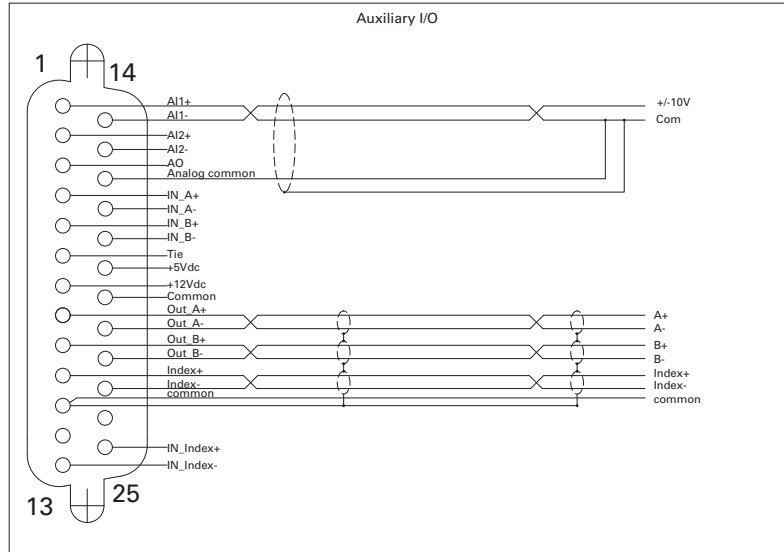 Auxiliary I/O
1
14
AI1+
AI1-
AI2+
AI2-
AO
Analog common
IN_A+
IN_A-
IN_B+
IN_B-
Tie
+5Vdc
+12Vdc
Common
Out_A+
Out_A-
Out_B+
Out_B-
Index+
Index-
common
IN_Index+
IN_Index-
13
25
+/-10V
Com
A+
A-
B+
B-
Index+
Index-
common